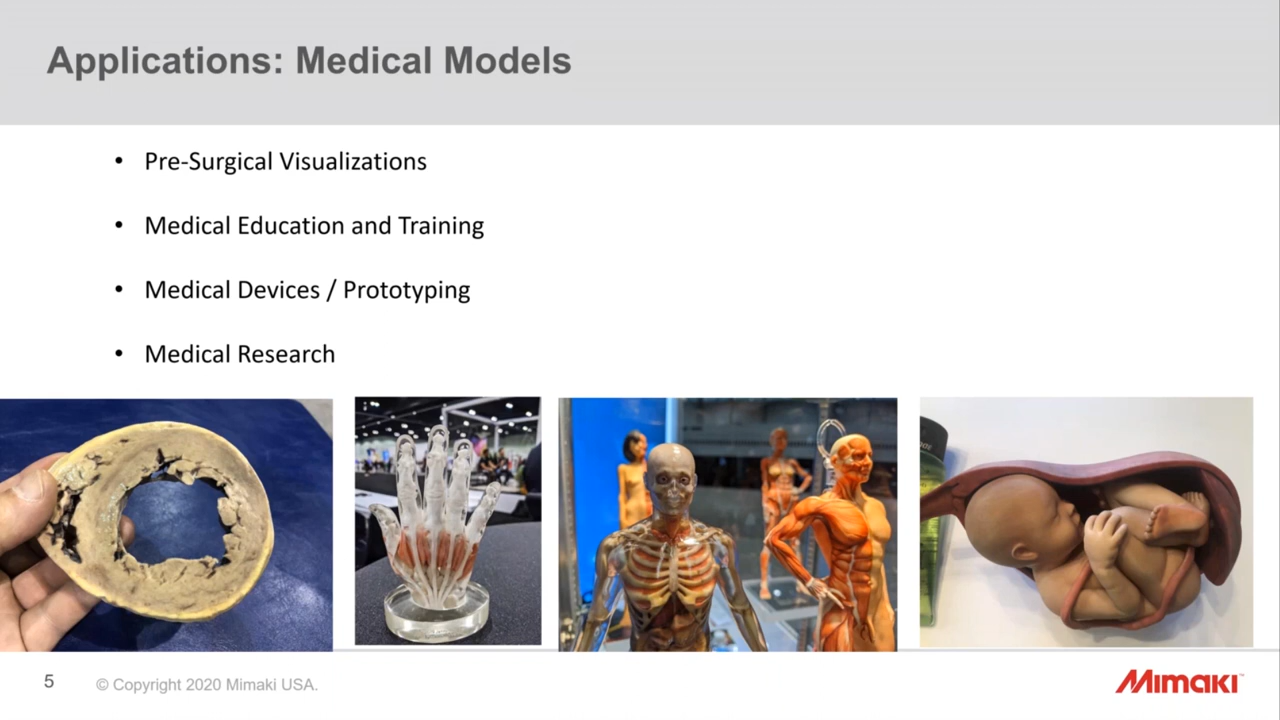 Applications: Medical Models
• Pre-Surgical Visualizations
• Medical Education and Training
• Medical Devices / Prototyping
• Medical Research
5
© Copyright 2020 Mimaki USA.
Mimaki